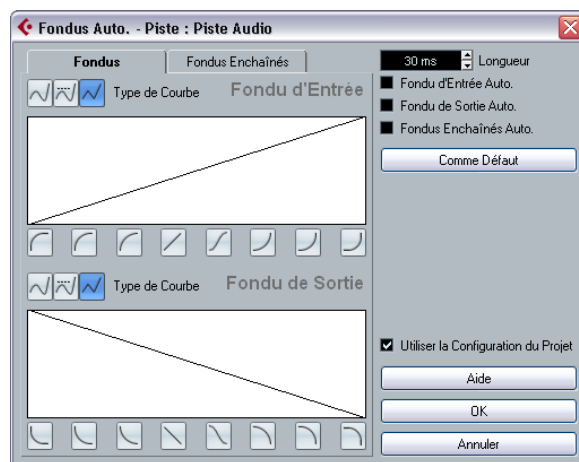 Fondus Auto. - Piste : Piste Audio
Fondus
Fondus Enchaînés
Type de Courbe
Fondu d'Entrée
Type de Courbe
Fondu de Sortie
30 ms
Longueur
Fondu d'Entrée Auto.
Fondu de Sortie Auto.
Fondus Enchaînés Auto.
Comme Défaut
Utiliser la Configuration du Projet
Aide
OK
Annuler